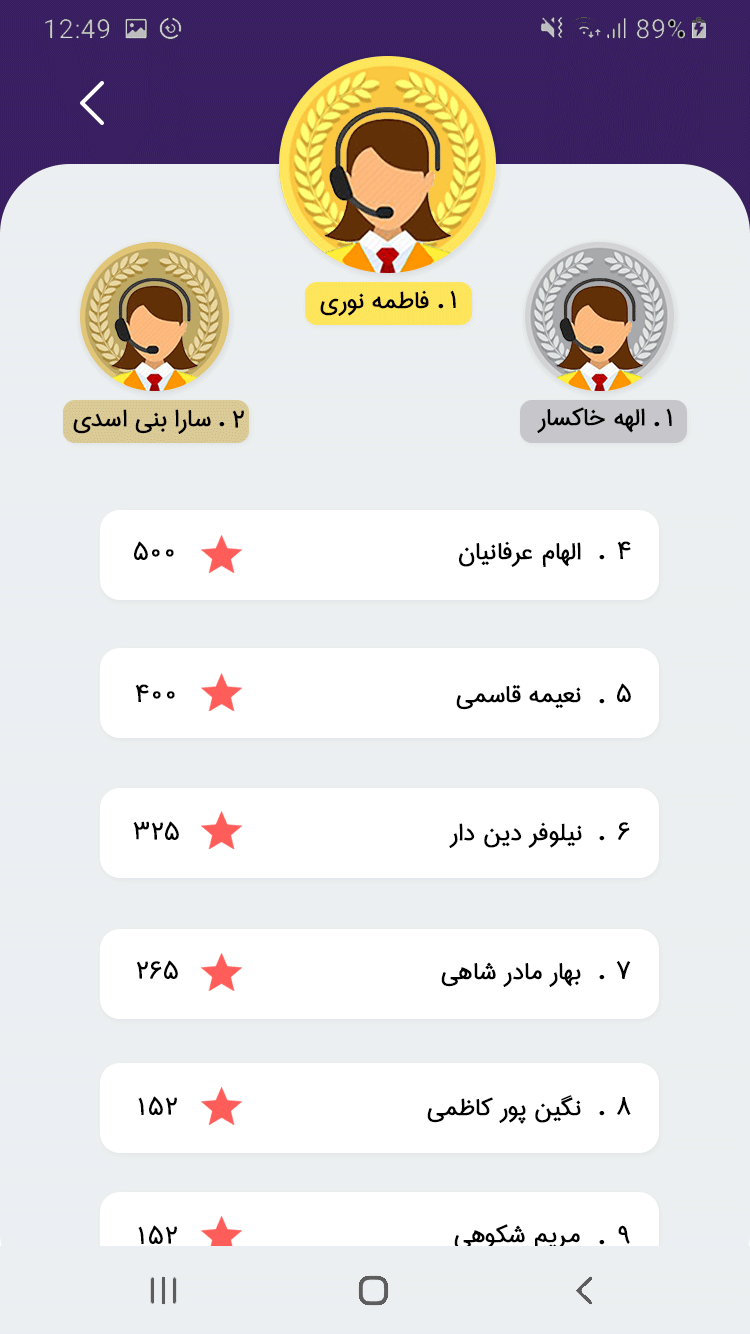 12:49 89%
۱. فاطمه نوری
۱. الهه خاکسار
۲. سارا بنی اسدی
۴. الهام عرفانیان ۵۰۰
۵. نعیمه قاسمی ۴۰۰
۶. نیلوفر دین دار ۳۲۵
۷. بهار مادر شاهی ۲۶۵
۸. نگین پور کاظمی ۱۵۲
۹. مریم شکوهی ۱۵۲